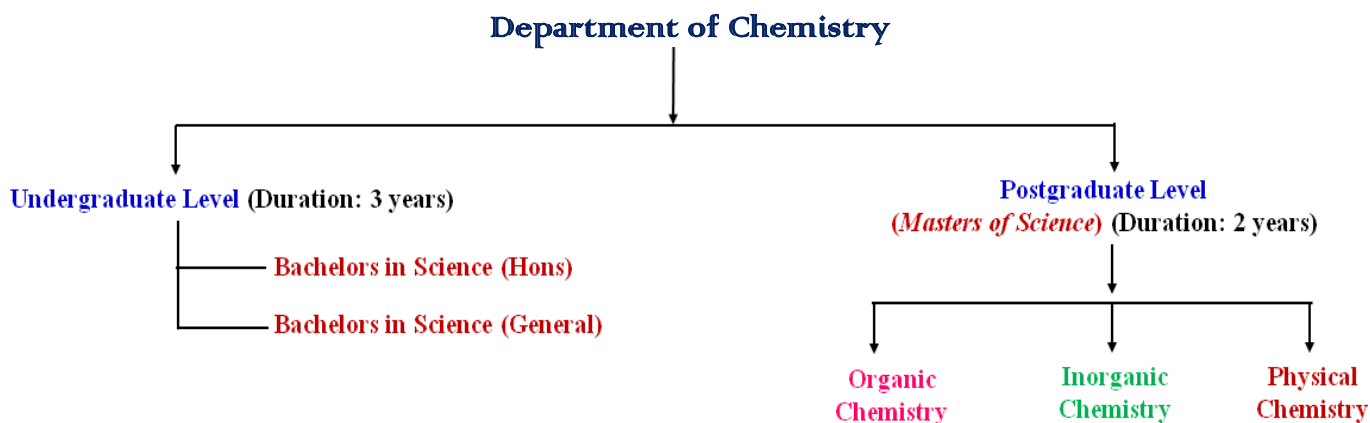 Department of Chemistry
Undergraduate Level (Duration: 3 years)
Bachelors in Science (Hons)
Bachelors in Science (General)
Postgraduate Level
(Masters of Science) (Duration: 2 years)
Organic
Chemistry
Inorganic
Chemistry
Physical
Chemistry